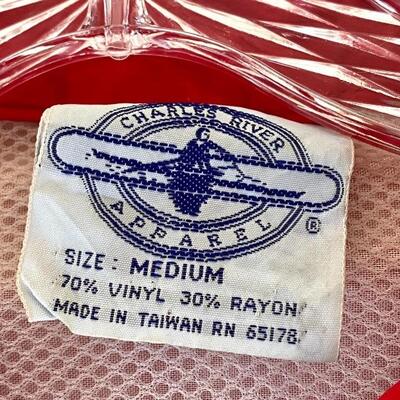 CHARLES RIVER
APPAREL
®
SIZE: MEDIUM
70% VINYL 30% RAYON
MADE IN TAIWAN RN 65178